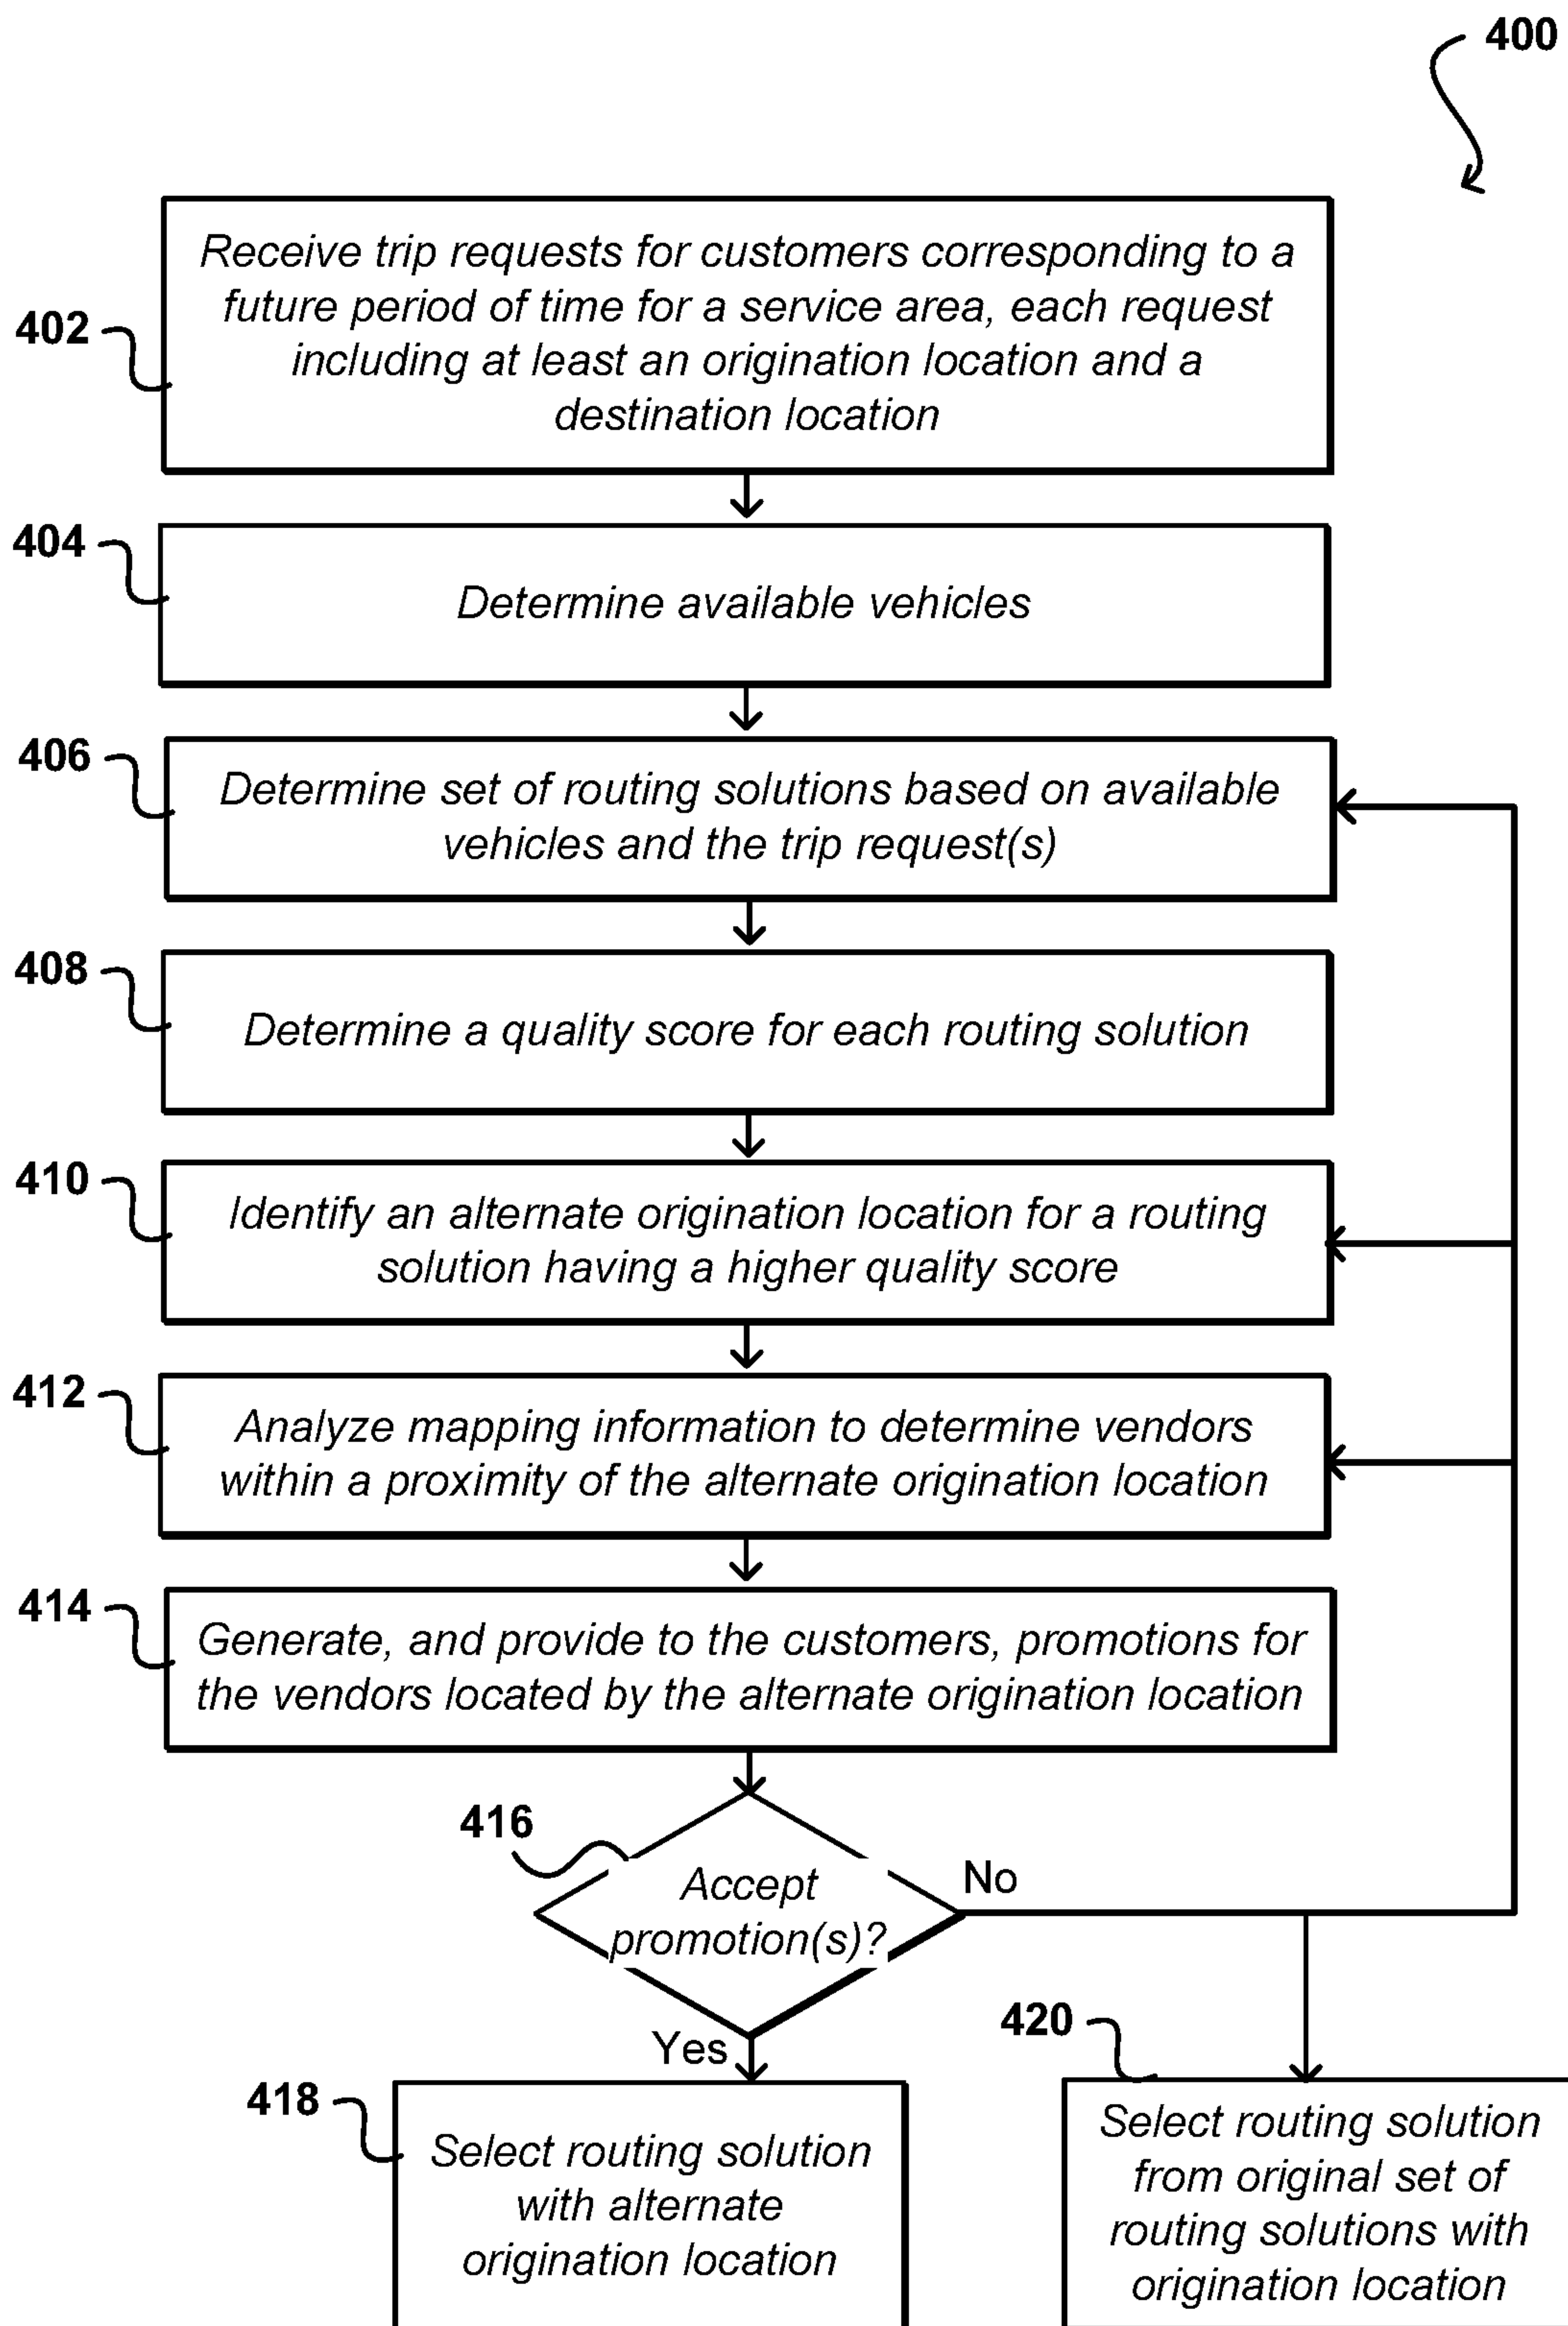 400
402
Receive trip requests for customers corresponding to a
future period of time for a service area, each request
including at least an origination location and a
destination location
404
Determine available vehicles
406
Determine set of routing solutions based on available
vehicles and the trip request(s)
408
Determine a quality score for each routing solution
410
Identify an alternate origination location for a routing
solution having a higher quality score
412
Analyze mapping information to determine vendors
within a proximity of the alternate origination location
414
Generate, and provide to the customers, promotions for
the vendors located by the alternate origination location
416
Accept
promotion(s)?
No
Yes
418
Select routing solution
with alternate
origination location
420
Select routing solution
from original set of
routing solutions with
origination location